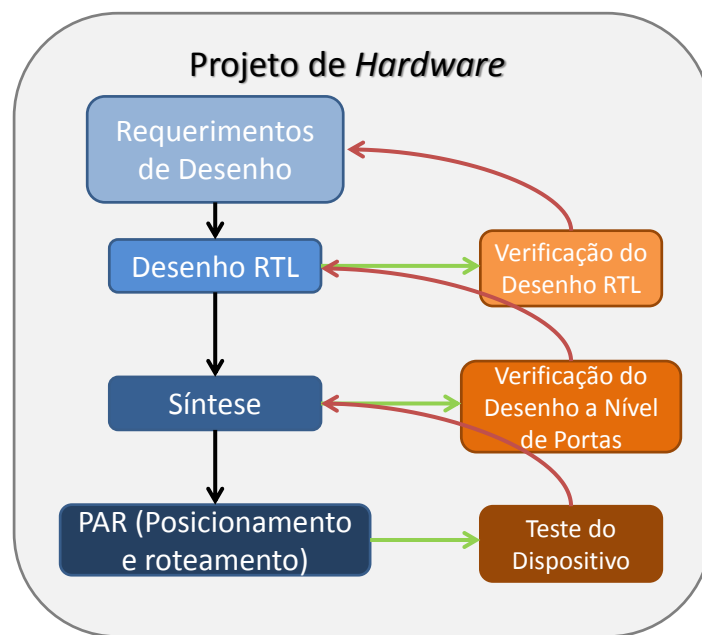 Projeto de Hardware
Requerimentos
de Desenho
Desenho RTL
Verificação do
Desenho RTL
Síntese
Verificação do
Desenho a Nível
de Portas
PAR (Posicionamento
e roteamento)
Teste do
Dispositivo